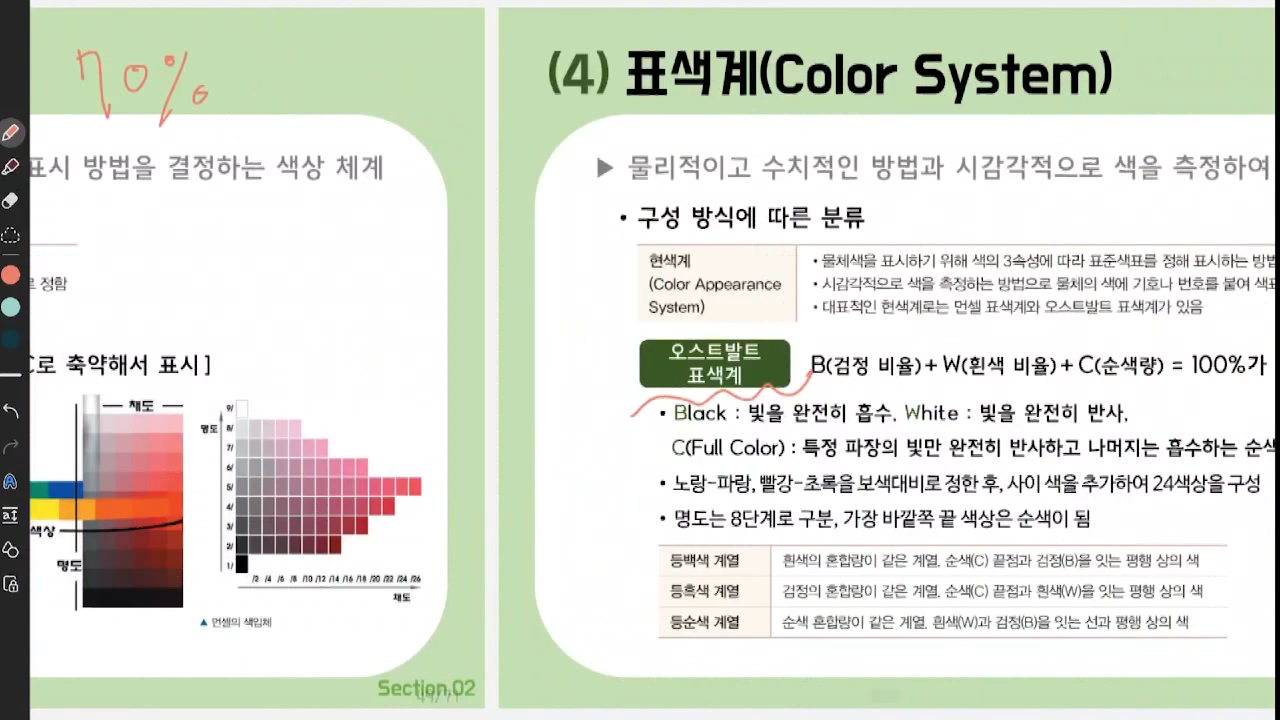 70%
표시 방법을 결정하는 색상 체계
로 정함
C로 축약해서 표시]
채도
색상
명도
명도
9/
8/
7/
6/
5/
4/
3/
2/
1/
/2 /4 /6 /8 /10 /12 /14 /16 /18 /20 /22 /24 /26
채도
▲ 먼셀의 색입체
Section 02
(4) 표색계(Color System)
▶ 물리적이고 수치적인 방법과 시감각적으로 색을 측정하여
• 구성 방식에 따른 분류
현색계
(Color Appearance
System)
• 물체색을 표시하기 위해 색의 3속성에 따라 표준색표를 정해 표시하는 방법
• 시감각적으로 색을 측정하는 방법으로 물체의 색에 기호나 번호를 붙여 색표
• 대표적인 현색계로는 먼셀 표색계와 오스트발트 표색계가 있음
오스트발트
표색계
B(검정 비율)+W(흰색 비율)+C(순색량) = 100%가
• Black : 빛을 완전히 흡수, White : 빛을 완전히 반사,
C(Full Color) : 특정 파장의 빛만 완전히 반사하고 나머지는 흡수하는 순색
• 노랑-파랑, 빨강-초록을 보색대비로 정한 후, 사이 색을 추가하여 24색상을 구성
• 명도는 8단계로 구분, 가장 바깥쪽 끝 색상은 순색이 됨
등백색 계열 흰색의 혼합량이 같은 계열, 순색(C) 끝점과 검정(B)을 잇는 평행 상의 색
등흑색 계열 검정의 혼합량이 같은 계열, 순색(C) 끝점과 흰색(W)을 잇는 평행 상의 색
등순색 계열 순색 혼합량이 같은 계열, 흰색(W)과 검정(B)을 잇는 선과 평행 상의 색